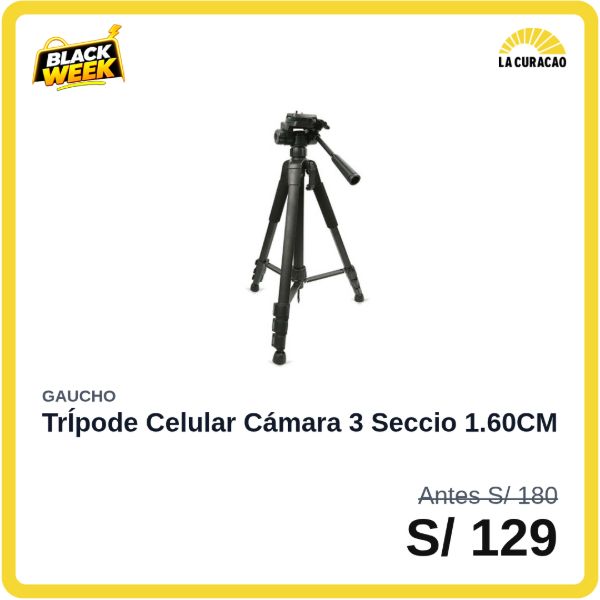 BLACK
WEEK
LA CURACAO
GAUCHO
TrÍpode Celular Cámara 3 Seccio 1.60CM
Antes S/ 180
S/ 129